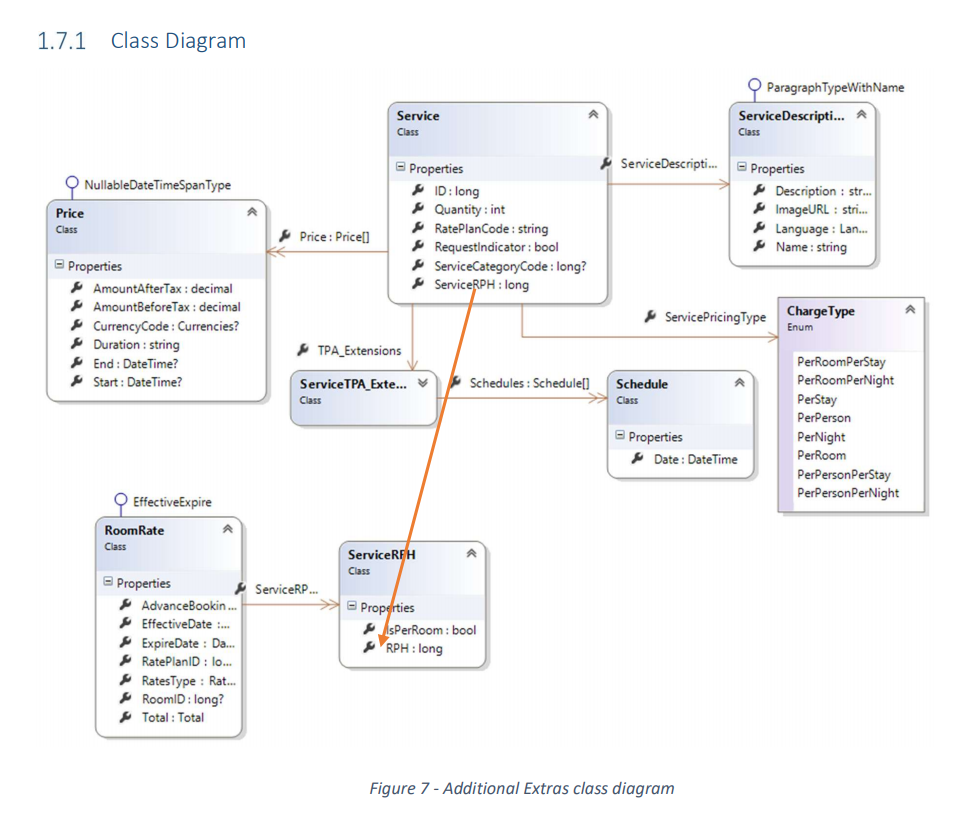 1.7.1 Class Diagram
ParagraphTypeWithName
Service
Class
Properties
ID : long
Quantity : int
RatePlanCode : string
RequestIndicator : bool
ServiceCategoryCode : long?
ServiceRPH : long
ServiceDescripti...
ServiceDescripti...
Class
Properties
Description : str...
ImageURL : stri...
Language : Lan...
Name : string
NullableDateTimeSpanType
Price
Class
Properties
AmountAfterTax : decimal
AmountBeforeTax : decimal
CurrencyCode : Currencies?
Duration : string
End : DateTime?
Start : DateTime?
Price : Price[]
ServicePricingType
ChargeType
Enum
PerRoomPerStay
PerRoomPerNight
PerStay
PerPerson
PerNight
PerRoom
PerPersonPerStay
PerPersonPerNight
TPA_Extensions
ServiceTPA_Exte...
Class
Schedules : Schedule[]
Schedule
Class
Properties
Date : DateTime
EffectiveExpire
RoomRate
Class
Properties
AdvanceBookin...
EffectiveDate :...
ExpireDate : Da...
RatePlanID : lo...
RatesType : Rat...
RoomID : long?
Total : Total
ServiceRP...
ServiceRPH
Class
Properties
IsPerRoom : bool
RPH : long
Figure 7 - Additional Extras class diagram